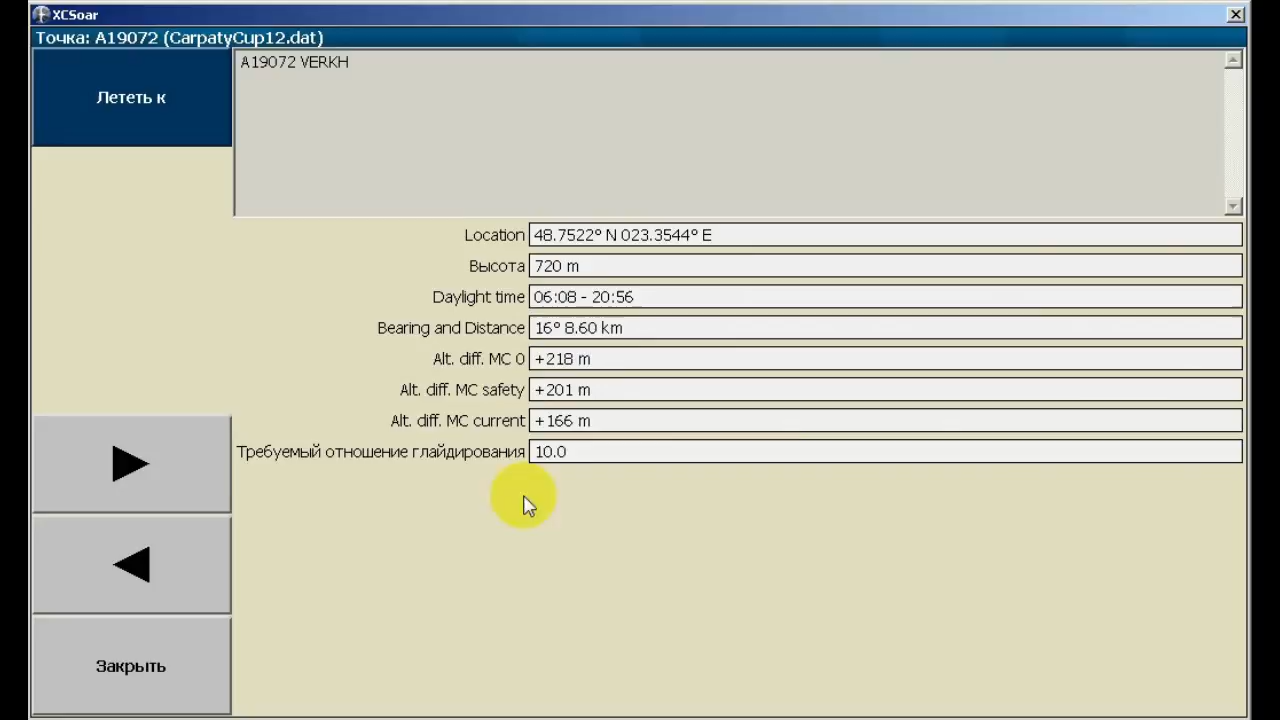 XCSoar
Точка: A19072 (CarpatyCup12.dat)
Лететь к
A19072 VERKH
Location 48.7522° N 023.3544° E
Высота 720 m
Daylight time 06:08 - 20:56
Bearing and Distance 16° 8.60 km
Alt. diff. MC 0 +218 m
Alt. diff. MC safety +201 m
Alt. diff. MC current +166 m
Требуемый отношение глайдирования 10.0
Закрыть